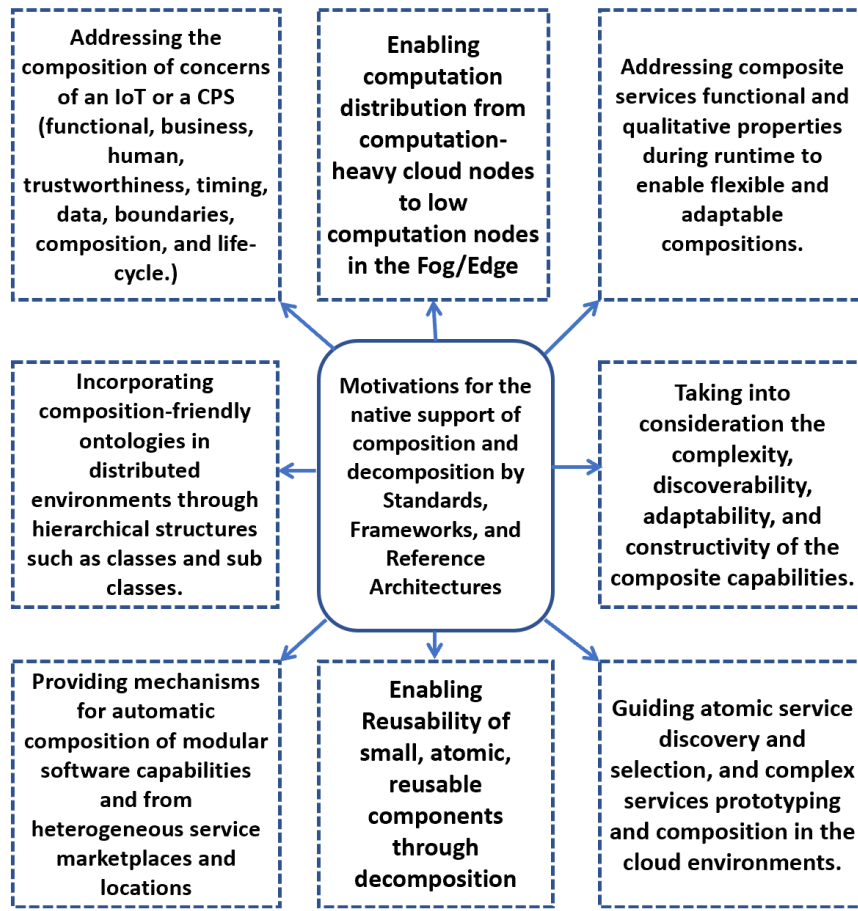 Addressing the
composition of concerns
of an IoT or a CPS
(functional, business,
human,
trustworthiness, timing,
data, boundaries,
composition, and life-
cycle.)
Enabling
computation
distribution from
computation-
heavy cloud nodes
to low
computation nodes
in the Fog/Edge
Addressing composite
services functional and
qualitative properties
during runtime to
enable flexible and
adaptable
compositions.
Incorporating
composition-friendly
ontologies in
distributed
environments through
hierarchical structures
such as classes and sub
classes.
Motivations for the
native support of
composition and
decomposition by
Standards,
Frameworks, and
Reference
Architectures
Taking into
consideration the
complexity,
discoverability,
adaptability, and
constructivity of the
composite capabilities.
Providing mechanisms
for automatic
composition of modular
software capabilities
and from
heterogeneous service
marketplaces and
locations
Enabling
Reusability of
small, atomic,
reusable
components
through
decomposition
Guiding atomic service
discovery and
selection, and complex
services prototyping
and composition in the
cloud environments.